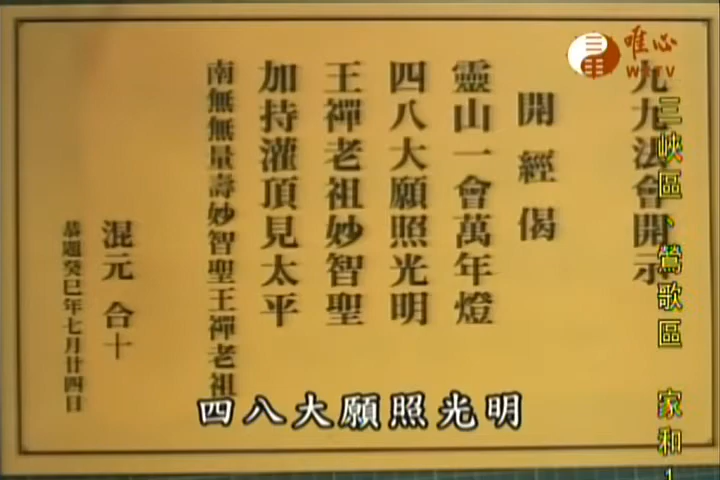 九九法會開示
開經偈
靈山一會萬年燈
四八大願照光明
王禪老祖妙智聖
加持灌頂見太平
南無無量壽妙智聖王禪老祖
混元 合十
恭題癸巳年七月廿四日
唯心
WXTV
三峽區、鶯歌區 家和
四八大願照光明